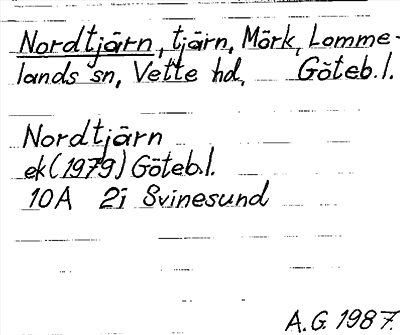 Nordtjärn, tjärn, Mörk, Lomme-
lands sn, Vette hd, Göteb.l.
Nordtjärn
ek (1979) Göteb.l.
10A 2i Svinesund
A.G. 1987.